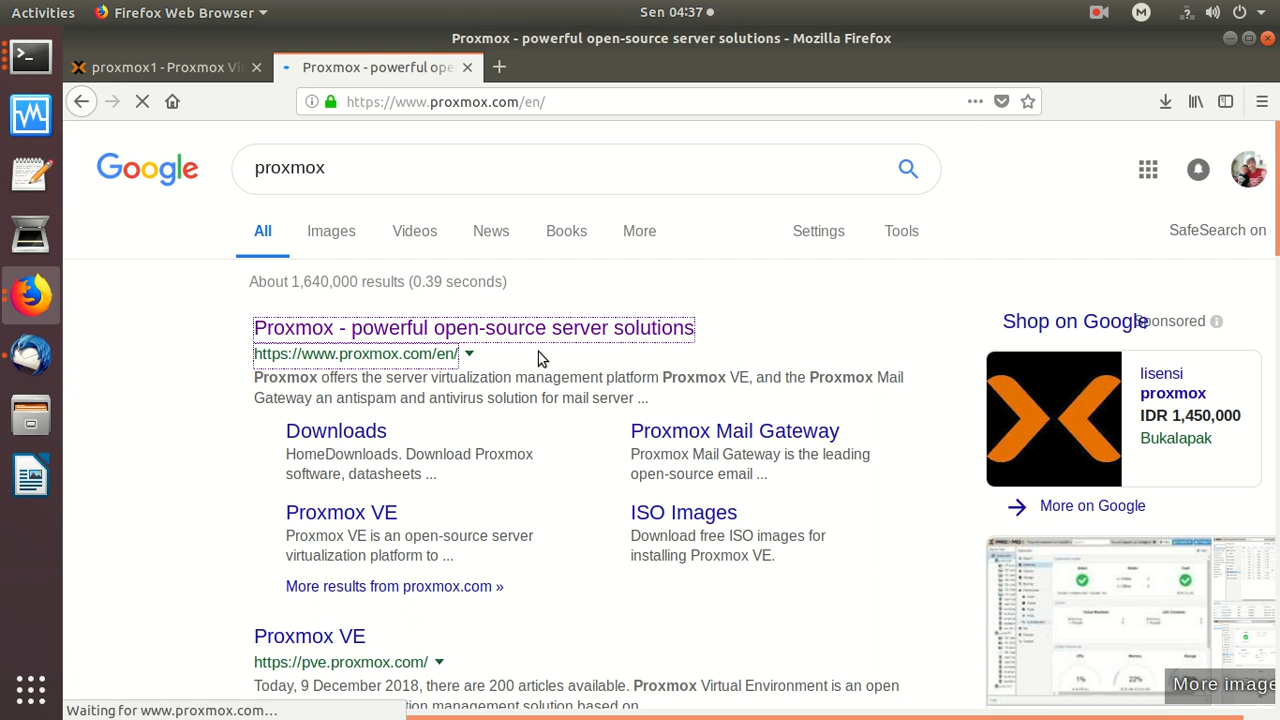 Activities Firefox Web Browser Sen 04:37
Proxmox - powerful open-source server solutions - Mozilla Firefox
proxmox1 - Proxmox Vi Proxmox - powerful ope
https://www.proxmox.com/en/
Google proxmox
All Images Videos News Books More Settings Tools SafeSearch on
About 1,640,000 results (0.39 seconds)
Proxmox - powerful open-source server solutions
https://www.proxmox.com/en/
Proxmox offers the server virtualization management platform Proxmox VE, and the Proxmox Mail
Gateway an antispam and antivirus solution for mail server ...
Downloads
HomeDownloads. Download Proxmox
software, datasheets ...
Proxmox Mail Gateway
Proxmox Mail Gateway is the leading
open-source email ...
Proxmox VE
Proxmox VE is an open-source server
virtualization platform to ...
ISO Images
Download free ISO images for
installing Proxmox VE.
More results from proxmox.com »
Proxmox VE
https://pve.proxmox.com/
Today, 5 December 2018, there are 200 articles available. Proxmox Virtual Environment is an open
management solution based on
Shop on Google Sponsored
lisensi
proxmox
IDR 1,450,000
Bukalapak
More on Google
More image
Waiting for www.proxmox.com...